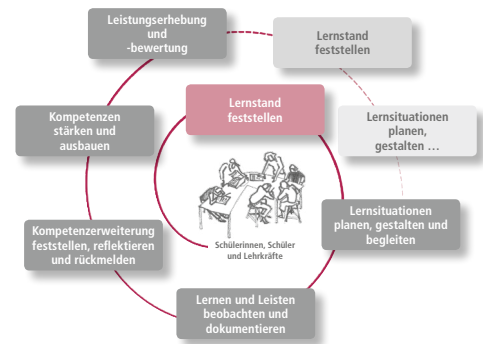 Leistungserhebung
und
-bewertung
Lernstand
feststellen
Lernstand
feststellen
Kompetenzen
stärken und
ausbauen
Lernsituationen
planen,
gestalten ...
Kompetenzerweiterung
feststellen, reflektieren
und rückmelden
Schülerinnen, Schüler
und Lehrkräfte
Lernsituationen
planen, gestalten und
begleiten
Lernen und Leisten
beobachten und
dokumentieren